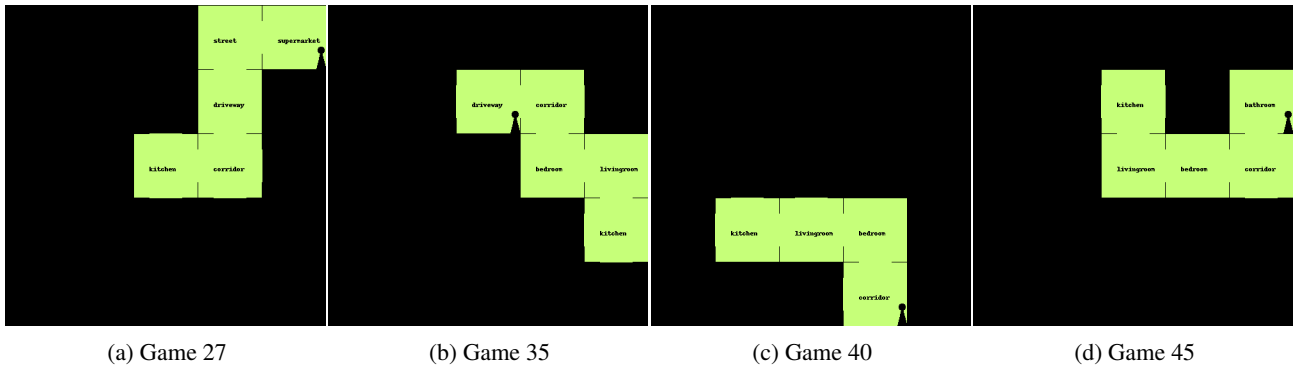 street supermarket
driveway
kitchen corridor
driveway corridor
bedroom livingroom
kitchen
kitchen livingroom bedroom
corridor
kitchen bathroom
livingroom bedroom corridor
(a) Game 27 (b) Game 35 (c) Game 40 (d) Game 45